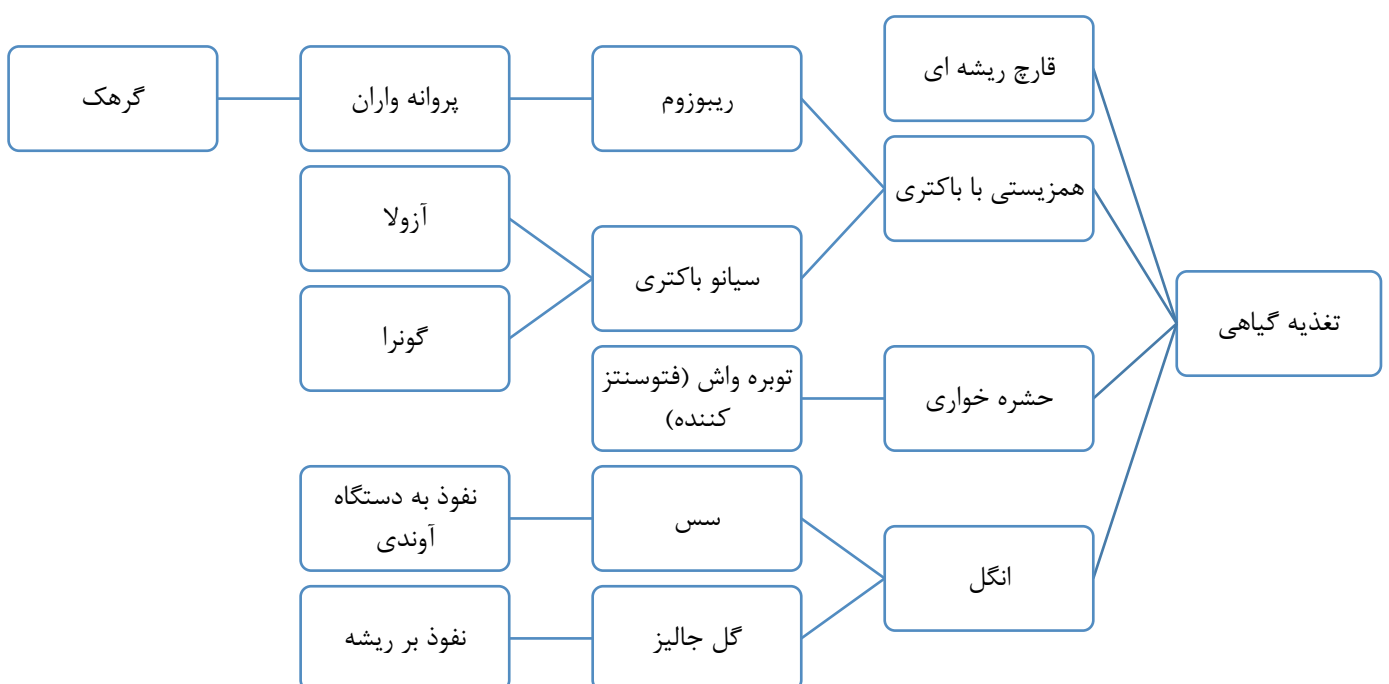 قارچ ریشه ای
گرهک
پروانه واران
ریبوزوم
همزیستی با باکتری
آزولا
سیانو باکتری
تغذیه گیاهی
گونرا
توبره واش (فتوسنتز
کننده)
حشره خواری
نفوذ به دستگاه
آوندی
سس
انگل
نفوذ بر ریشه
گل جالیز